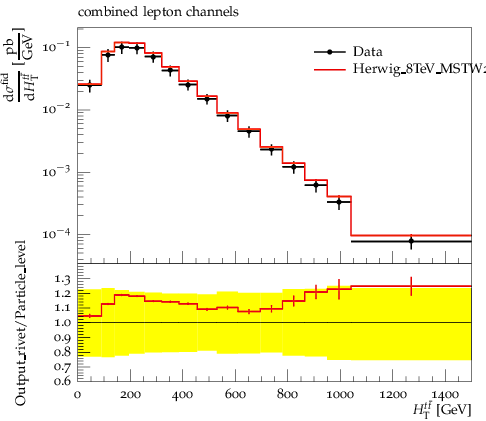 combined lepton channels
dσ^fid / dH_T^{tt̄} [pb / GeV]
10^−1
10^−2
10^−3
10^−4
Data
Herwig_8TeV_MSTW2
Output_rivet/Particle_level
1.3
1.2
1.1
1.0
0.9
0.8
0.7
0.6
0 200 400 600 800 1000 1200 1400
H_T^{tt̄} [GeV]